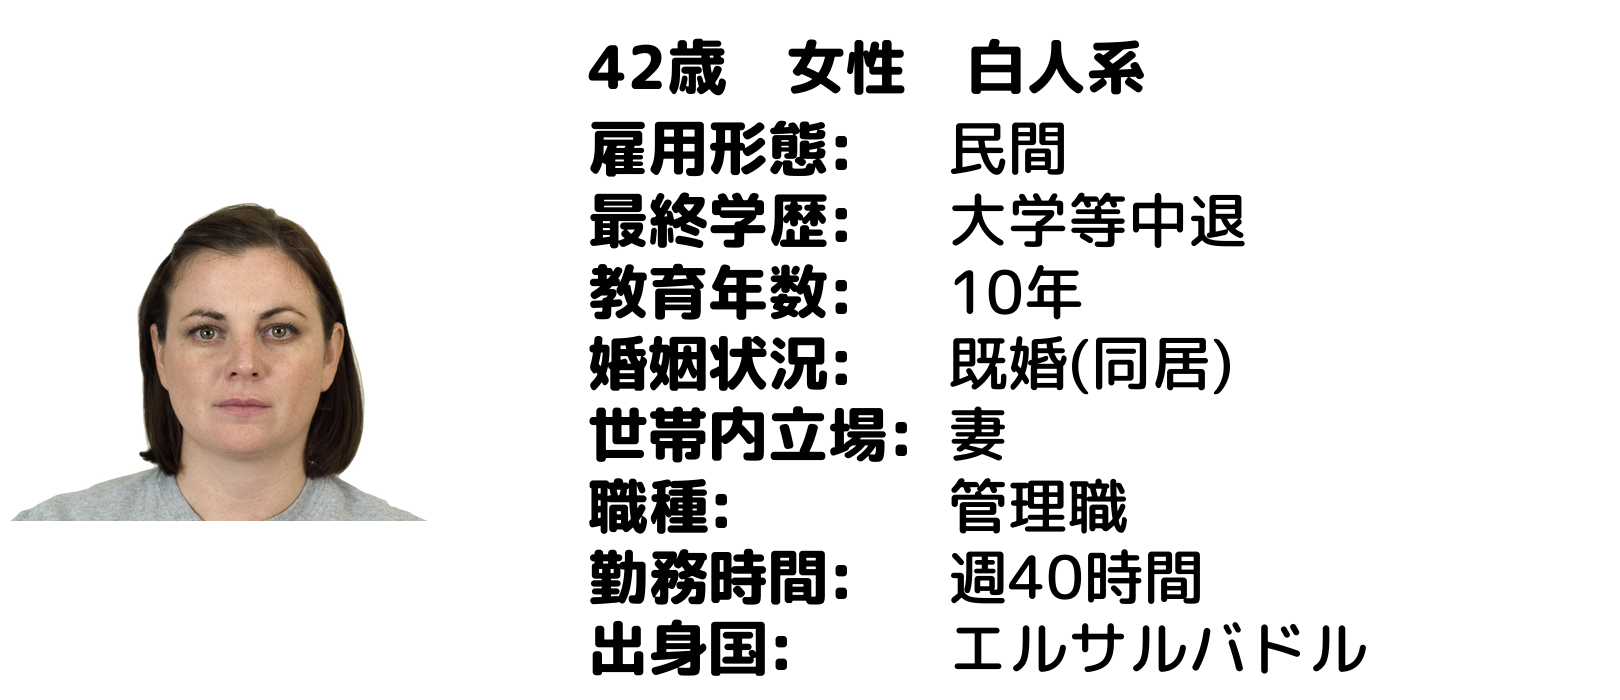 42歳　女性　白人系
雇用形態:　民間
最終学歴:　大学等中退
教育年数:　10年
婚姻状況:　既婚(同居)
世帯内立場:　妻
職種:　管理職
勤務時間:　週40時間
出身国:　エルサルバドル